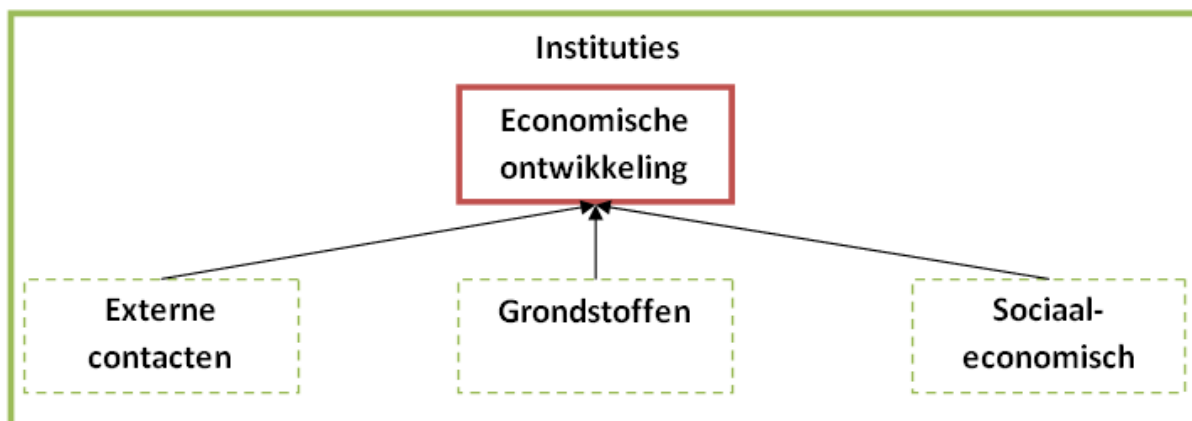 Instituties
Economische
ontwikkeling
Externe
contacten
Grondstoffen
Sociaal-
economisch